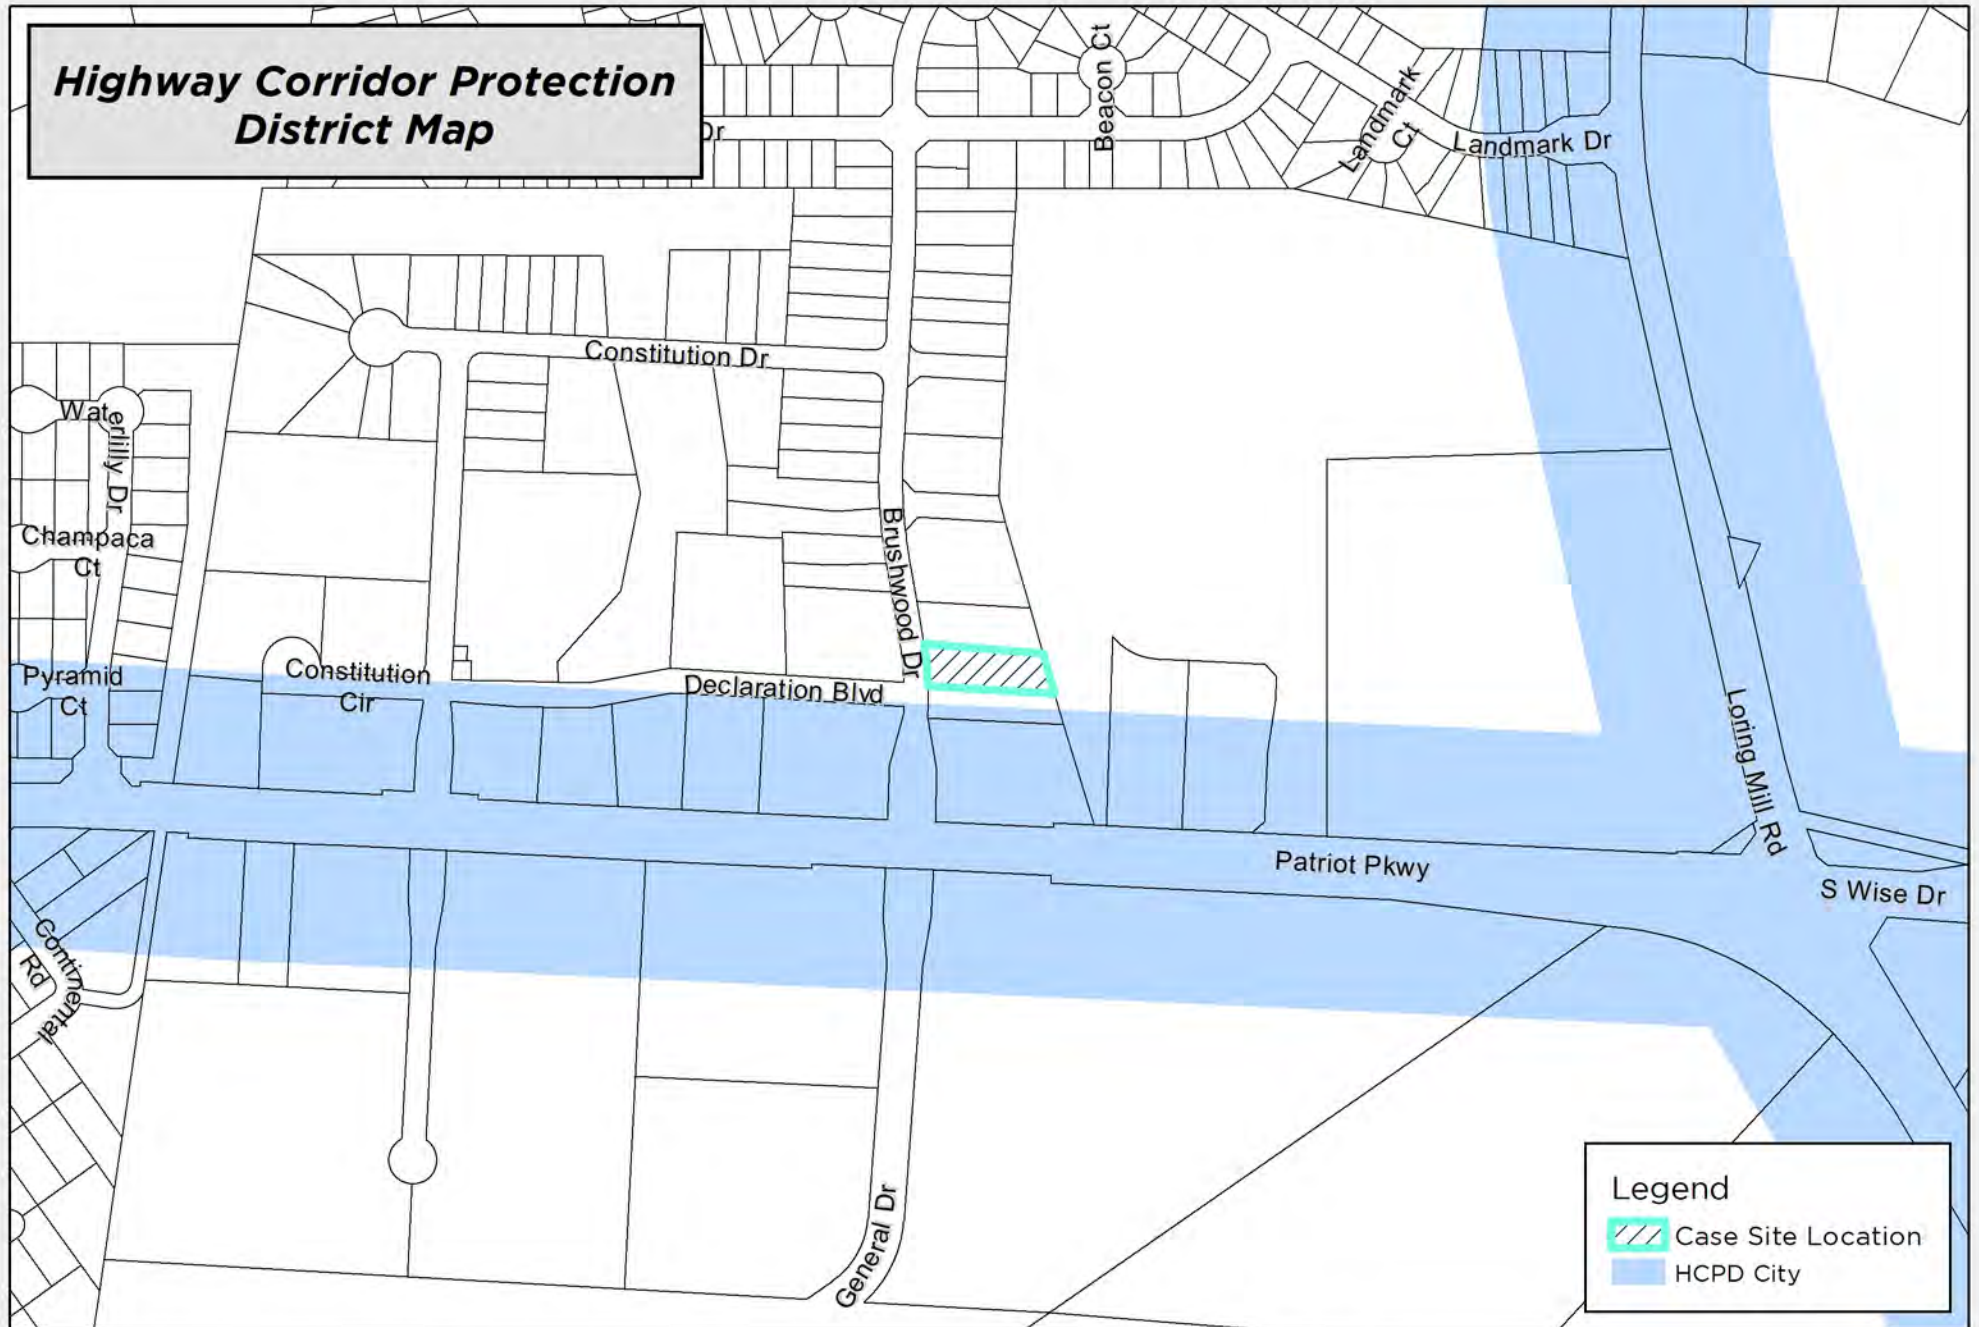 Highway Corridor Protection
District Map
Dr
Beacon Ct
Landmark
Ct
Landmark Dr
Constitution Dr
Waterlilly Dr
Champaca
Ct
Brushwood Dr
Pyramid
Ct
Constitution
Cir
Declaration Blvd
Loring Mill Rd
Patriot Pkwy
S Wise Dr
Continental
Rd
General Dr
Legend
Case Site Location
HCPD City